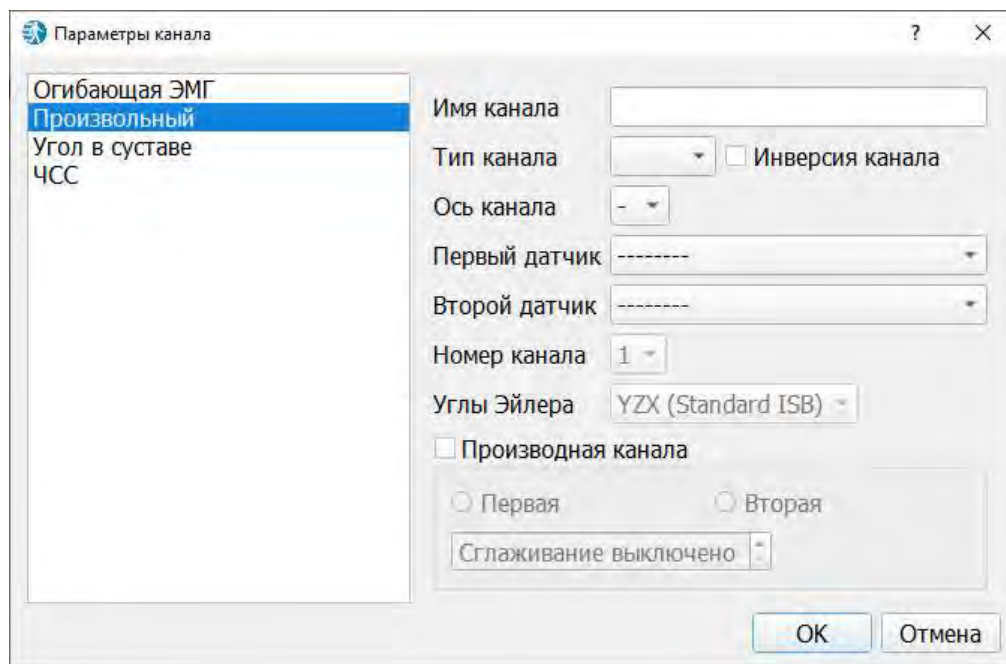 Параметры канала
Огибающая ЭМГ
Произвольный
Угол в суставе
ЧСС
Имя канала
Тип канала
Инверсия канала
Ось канала -
Первый датчик --------
Второй датчик --------
Номер канала 1
Углы Эйлера YZX (Standard ISB)
Производная канала
Первая Вторая
Сглаживание выключено
OK Отмена